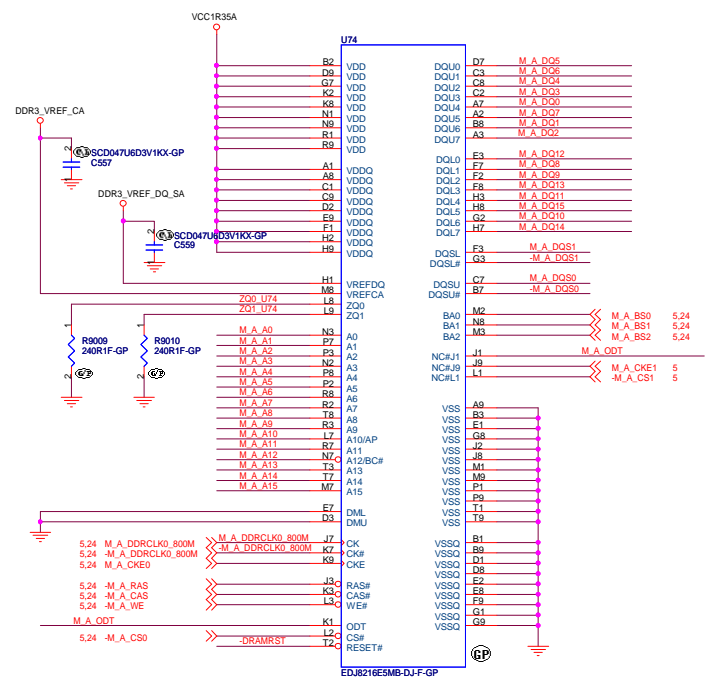 VCC1R35A
U74
B2 VDD DQU0 D7 M_A_DQ5
D9 VDD DQU1 C3 M_A_DQ6
G7 VDD DQU2 C8 M_A_DQ4
K2 VDD DQU3 C2 M_A_DQ3
K8 VDD DQU4 A7 M_A_DQ0
N1 VDD DQU5 A2 M_A_DQ7
N9 VDD DQU6 B8 M_A_DQ1
R1 VDD DQU7 A3 M_A_DQ2
R9 VDD
DDR3_VREF_CA
SCD047U6D3V1KX-GP
C557
1
2
DQL0 E3 M_A_DQ12
A1 VDDQ DQL1 F7 M_A_DQ8
A8 VDDQ DQL2 F2 M_A_DQ9
C1 VDDQ DQL3 F8 M_A_DQ13
C9 VDDQ DQL4 H3 M_A_DQ11
D2 VDDQ DQL5 H8 M_A_DQ15
E9 VDDQ DQL6 G2 M_A_DQ10
F1 VDDQ DQL7 H7 M_A_DQ14
H2 VDDQ
H9 VDDQ
DDR3_VREF_DQ_SA
SCD047U6D3V1KX-GP
C559
1
2
DQSL F3 M_A_DQS1
DQSL# G3 -M_A_DQS1
H1 VREFDQ DQSU C7 M_A_DQS0
M8 VREFCA DQSU# B7 -M_A_DQS0
ZQ0_U74 L8 ZQ0
ZQ1_U74 L9 ZQ1
BA0 M2 M_A_BS0 5,24
BA1 N8 M_A_BS1 5,24
BA2 M3 M_A_BS2 5,24
1
2
R9009
240R1F-GP
1
2
R9010
240R1F-GP
M_A_A0 N3 A0
M_A_A1 P7 A1
M_A_A2 P3 A2
M_A_A3 N2 A3
M_A_A4 P8 A4
M_A_A5 P2 A5
M_A_A6 R8 A6
M_A_A7 R2 A7
M_A_A8 T8 A8
M_A_A9 R3 A9
M_A_A10 L7 A10/AP
M_A_A11 R7 A11
M_A_A12 N7 A12/BC#
M_A_A13 T3 A13
M_A_A14 T7 A14
M_A_A15 M7 A15
NC#J1 J1 M_A_ODT
NC#J9 J9 M_A_CKE1 5
NC#L1 L1 -M_A_CS1 5
VSS A9
VSS B3
VSS E1
VSS G8
VSS J2
VSS J8
VSS M1
VSS M9
VSS P1
VSS P9
VSS T1
VSS T9
E7 DML
D3 DMU
5,24 M_A_DDRCLK0_800M M_A_DDRCLK0_800M J7 CK
5,24 -M_A_DDRCLK0_800M -M_A_DDRCLK0_800M K7 CK#
5,24 M_A_CKE0 K9 CKE
5,24 -M_A_RAS J3 RAS#
5,24 -M_A_CAS K3 CAS#
5,24 -M_A_WE L3 WE#
M_A_ODT K1 ODT
5,24 -M_A_CS0 L2 CS#
-DRAMRST T2 RESET#
VSSQ B1
VSSQ B9
VSSQ D1
VSSQ D8
VSSQ E2
VSSQ E8
VSSQ F9
VSSQ G1
VSSQ G9
GP
EDJ8216E5MB-DJ-F-GP